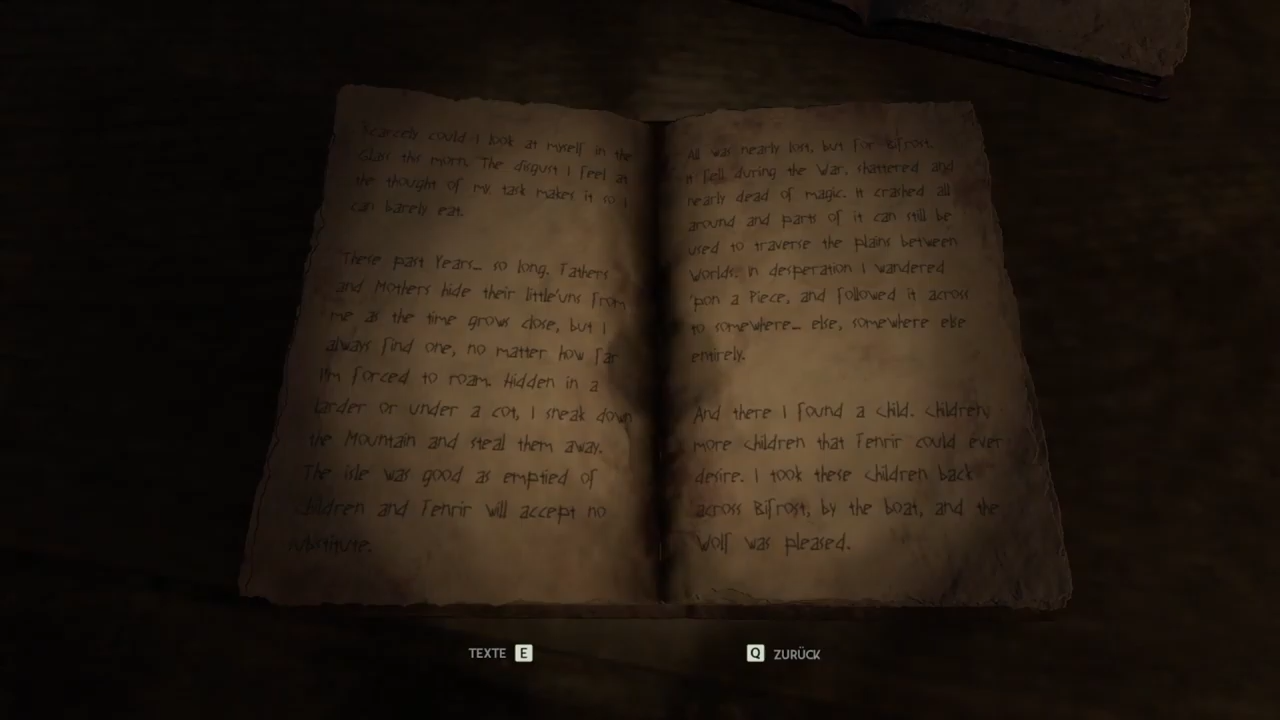 Scarcely could I look at myself in the
Glass this morn. The disgust I feel at
the thought of my task makes it so I
can barely eat.
These past Years... so long. Fathers
and Mothers hide their little'uns from
me as the time grows close, but I
always find one, no matter how far
I'm forced to roam. Hidden in a
larder or under a cot, I sneak down
the Mountain and steal them away.
The isle was good as emptied of
children and Fenrir will accept no
substitute.
All was nearly lost, but for Bifrost.
It fell during the War, shattered and
nearly dead of magic. It crashed all
around and parts of it can still be
used to traverse the plains between
Worlds. In desperation I wandered
'pon a Piece, and followed it across
to somewhere... else, somewhere else
entirely.
And there I found a child. Children,
more children that Fenrir could ever
desire. I took these children back
across Bifrost, by the boat, and the
Wolf was pleased.
TEXTE E
Q ZURÜCK